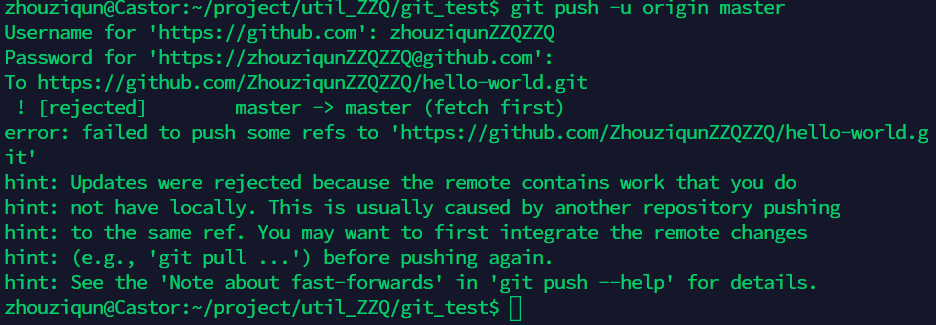 zhouziqun@Castor:~/project/util_ZZQ/git_test$ git push -u origin master
Username for 'https://github.com': zhouziqunZZQZZQ
Password for 'https://zhouziqunZZQZZQ@github.com':
To https://github.com/ZhouziqunZZQZZQ/hello-world.git
 ! [rejected]        master -> master (fetch first)
error: failed to push some refs to 'https://github.com/ZhouziqunZZQZZQ/hello-world.g
it'
hint: Updates were rejected because the remote contains work that you do
hint: not have locally. This is usually caused by another repository pushing
hint: to the same ref. You may want to first integrate the remote changes
hint: (e.g., 'git pull ...') before pushing again.
hint: See the 'Note about fast-forwards' in 'git push --help' for details.
zhouziqun@Castor:~/project/util_ZZQ/git_test$